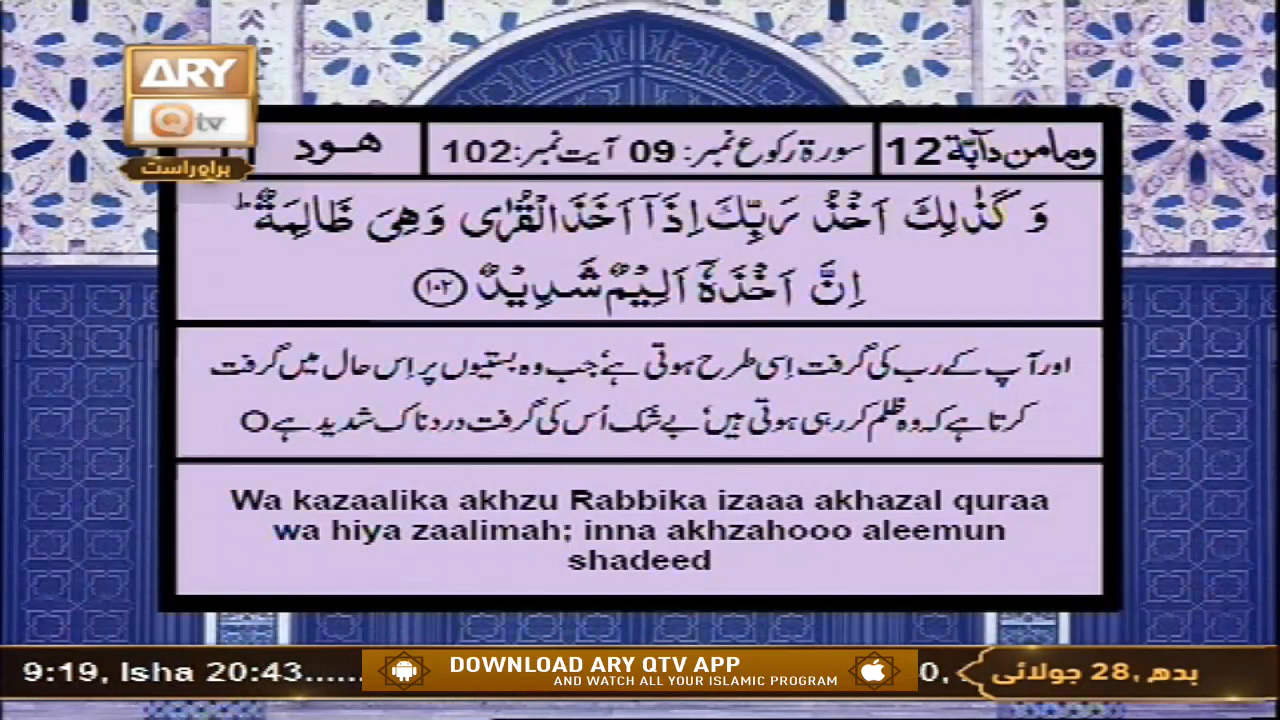 ARY
Qtv
براہِ راست
وما من دآبۃ 12
سورۃ رکوع نمبر: 09 آیت نمبر: 102
ھود
وَ كَذٰلِكَ اَخْذُ رَبِّكَ اِذَاۤ اَخَذَ الْقُرٰى وَ هِیَ ظَالِمَةٌ ؕ
اِنَّ اَخْذَهٗۤ اَلِیْمٌ شَدِیْدٌ ۝۱۰۲
اور آپ کے رب کی گرفت اِسی طرح ہوتی ہے‘ جب وہ بستیوں پر اِس حال میں گرفت
کرتا ہے کہ وہ ظلم کر رہی ہوتی ہیں‘ بے شک اُس کی گرفت دردناک شدید ہے O
Wa kazaalika akhzu Rabbika izaaa akhazal quraa
wa hiya zaalimah; inna akhzahooo aleemun
shadeed
9:19, Isha 20:43......
DOWNLOAD ARY QTV APP
AND WATCH ALL YOUR ISLAMIC PROGRAM
0,
بدھ, 28 جولائی